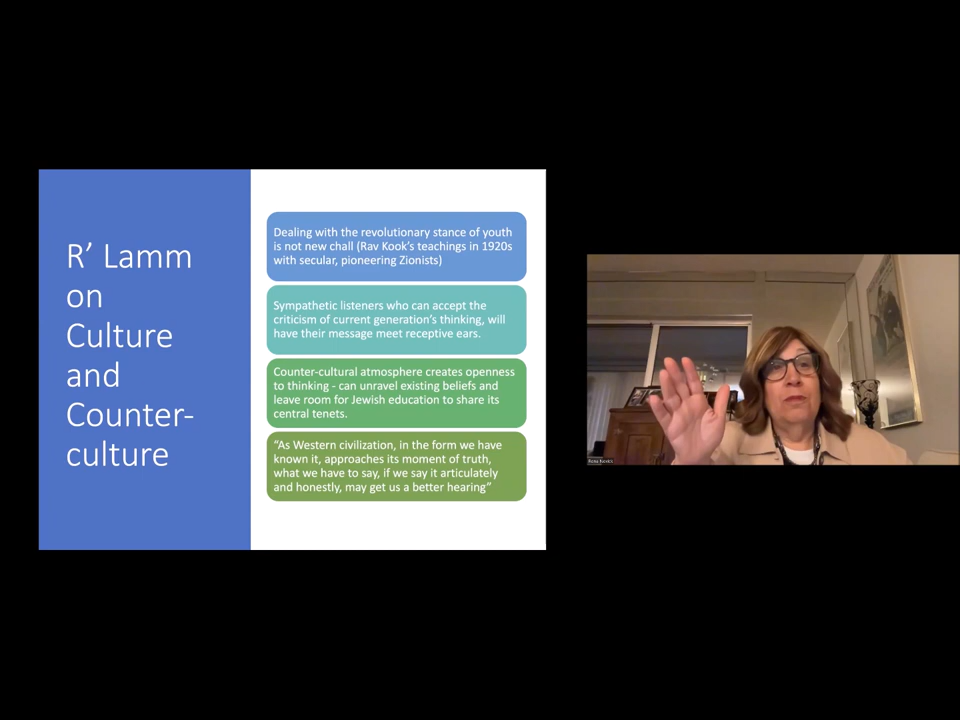 R’ Lamm
on
Culture
and
Counter-
culture
Dealing with the revolutionary stance of youth
is not new chall (Rav Kook’s teachings in 1920s
with secular, pioneering Zionists)
Sympathetic listeners who can accept the
criticism of current generation’s thinking, will
have their message meet receptive ears.
Counter-cultural atmosphere creates openness
to thinking - can unravel existing beliefs and
leave room for Jewish education to share its
central tenets.
“As Western civilization, in the form we have
known it, approaches its moment of truth,
what we have to say, if we say it articulately
and honestly, may get us a better hearing”